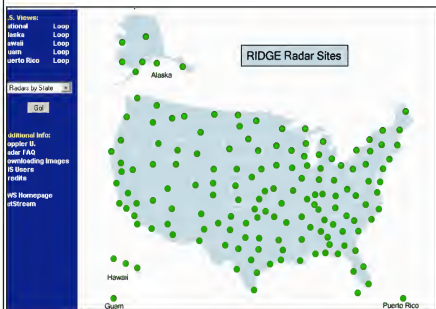 .S. Views:
ational Loop
laska Loop
awaii Loop
uam Loop
uerto Rico Loop
Radars by State
Go!
dditional Info:
oppler U.
adar FAQ
ownloading Images
IS Users
redits
WS Homepage
atStream
RIDGE Radar Sites
Alaska
Hawaii
Guam
Puerto Rico